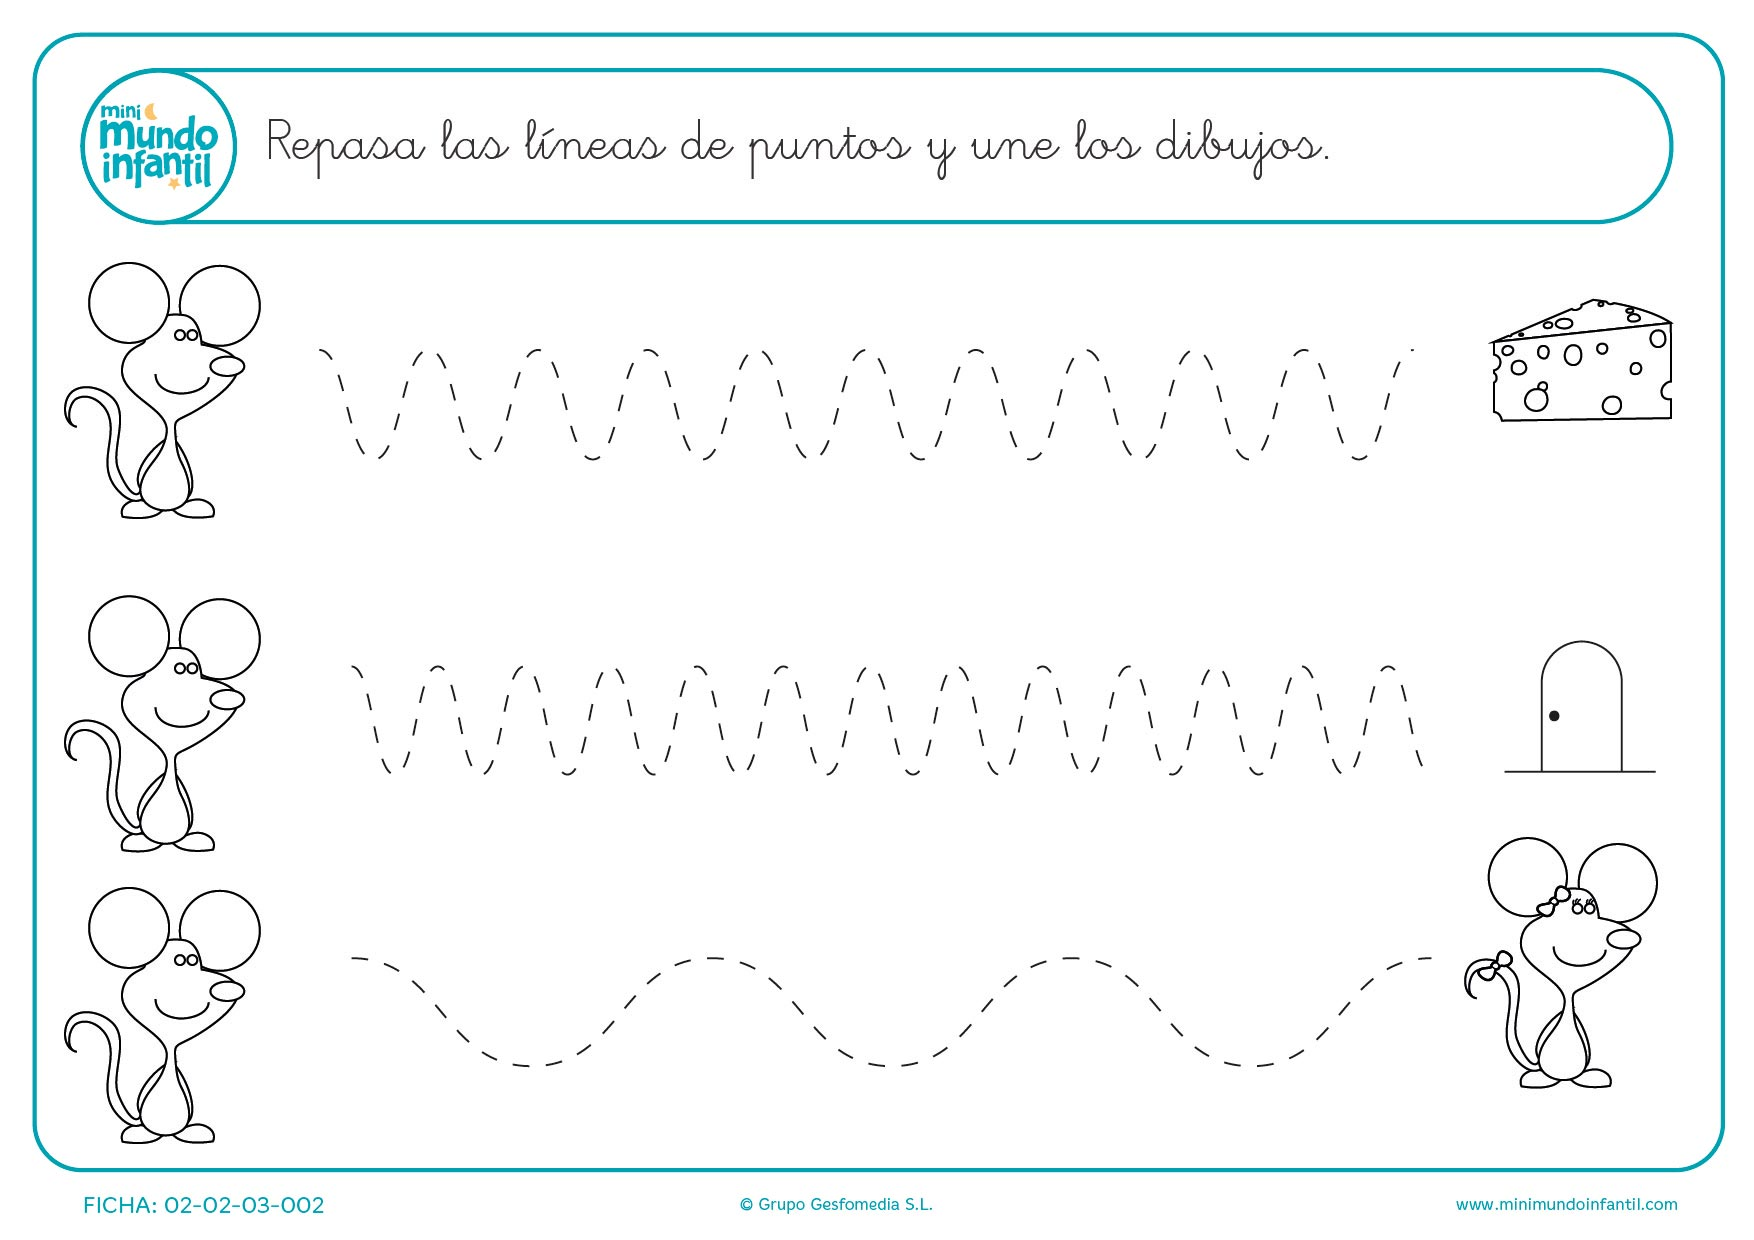 mini
mundo
infantil
Repasa las líneas de puntos y une los dibujos.
FICHA: 02-02-03-002
© Grupo Gesfomedia S.L.
www.minimundoinfantil.com